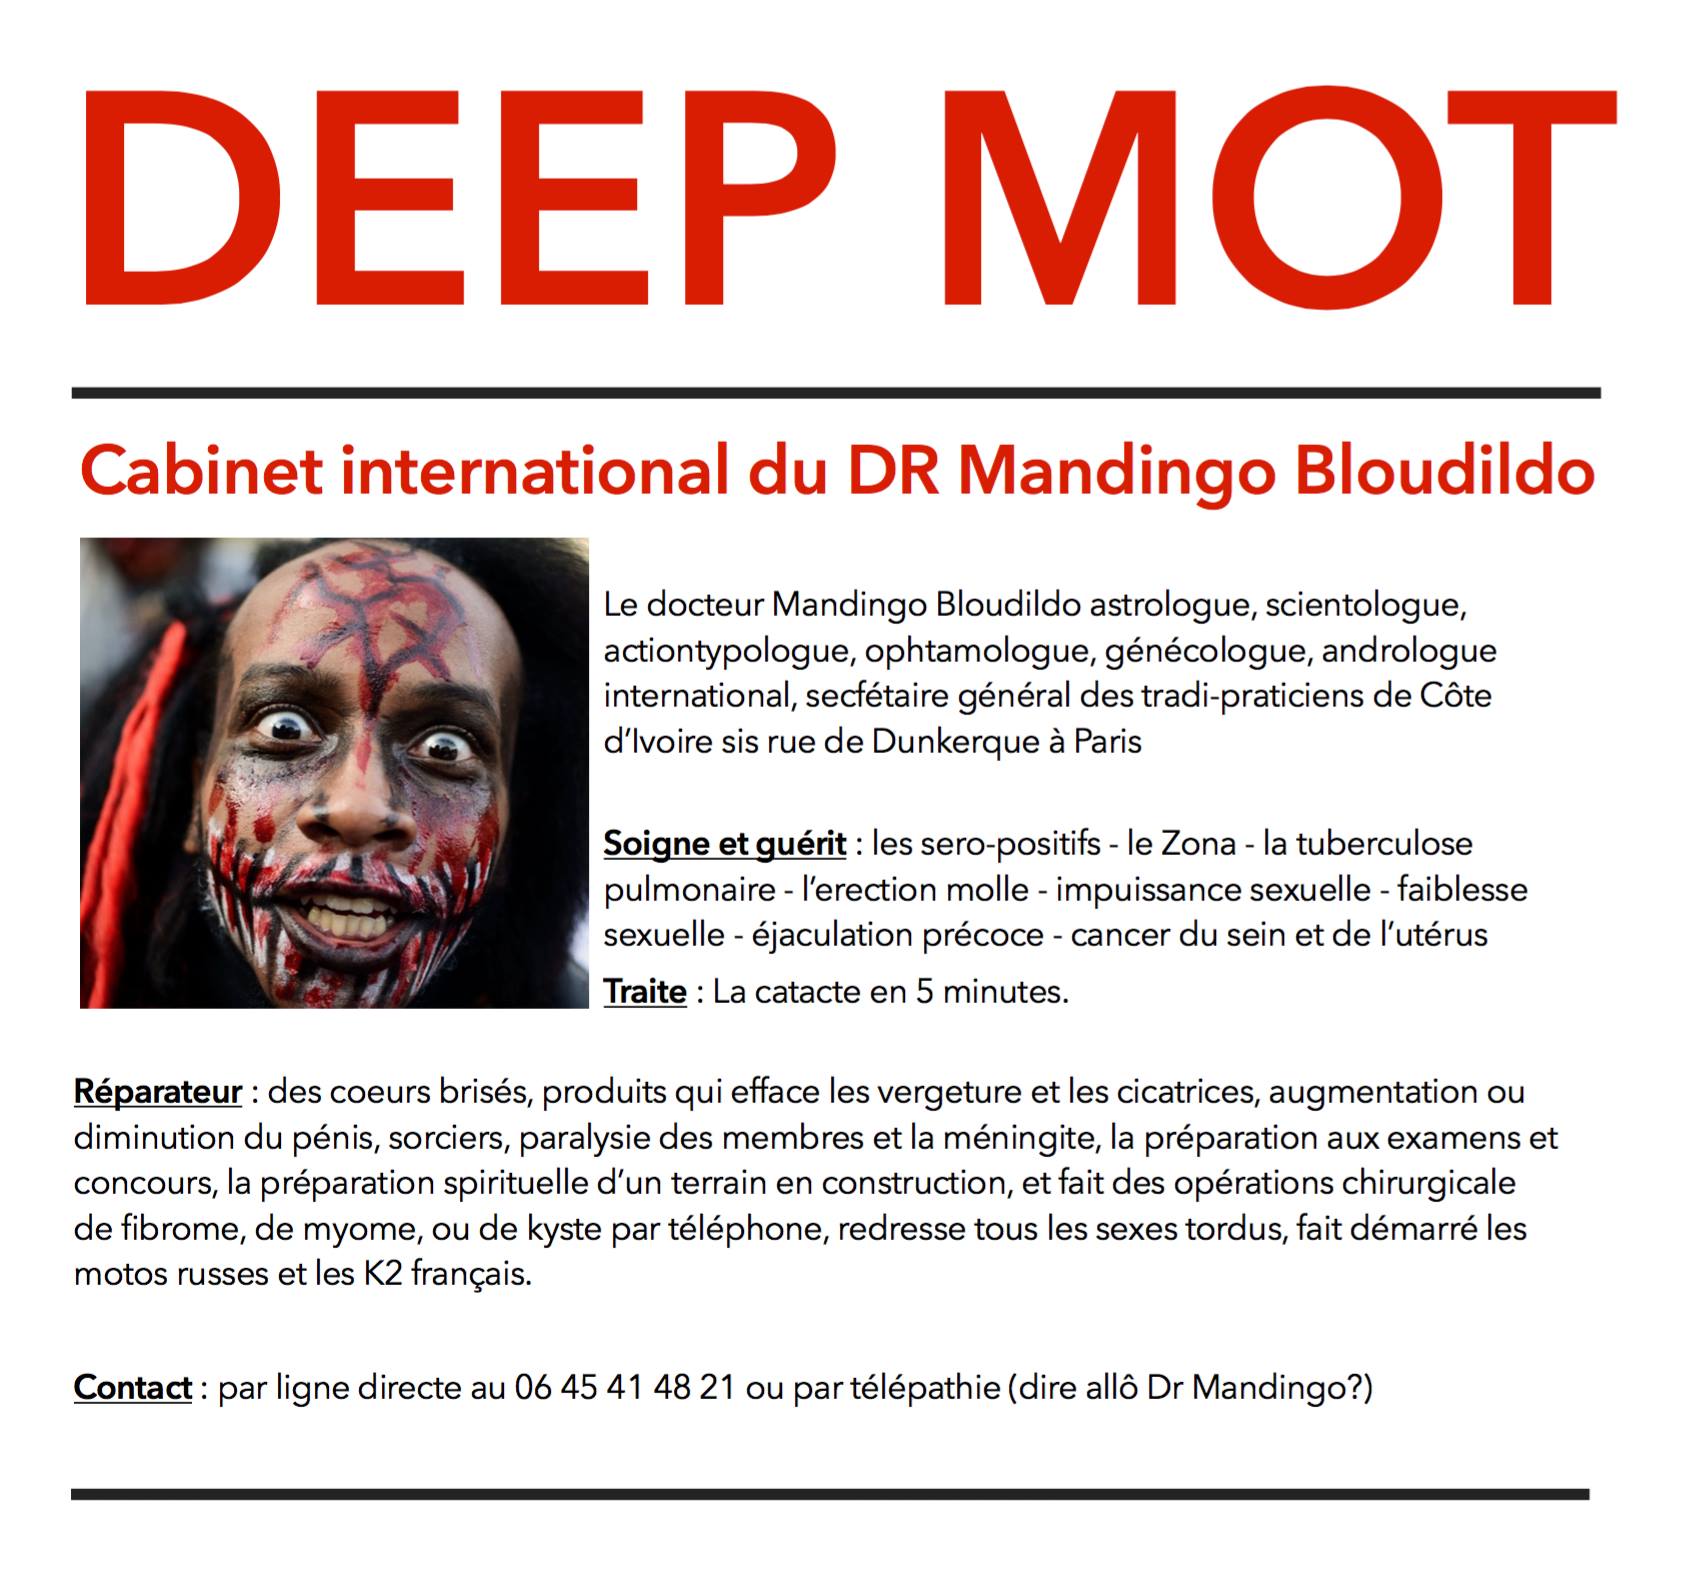 DEEP MOT
Cabinet international du DR Mandingo Bloudildo
Le docteur Mandingo Bloudildo astrologue, scientologue,
actiontypologue, ophtamologue, génécologue, andrologue
international, secfétaire général des tradi-praticiens de Côte
d’Ivoire sis rue de Dunkerque à Paris
Soigne et guérit : les sero-positifs - le Zona - la tuberculose
pulmonaire - l’erection molle - impuissance sexuelle - faiblesse
sexuelle - éjaculation précoce - cancer du sein et de l’utérus
Traite : La catacte en 5 minutes.
Réparateur : des coeurs brisés, produits qui efface les vergeture et les cicatrices, augmentation ou
diminution du pénis, sorciers, paralysie des membres et la méningite, la préparation aux examens et
concours, la préparation spirituelle d’un terrain en construction, et fait des opérations chirurgicale
de fibrome, de myome, ou de kyste par téléphone, redresse tous les sexes tordus, fait démarré les
motos russes et les K2 français.
Contact : par ligne directe au 06 45 41 48 21 ou par télépathie (dire allô Dr Mandingo?)